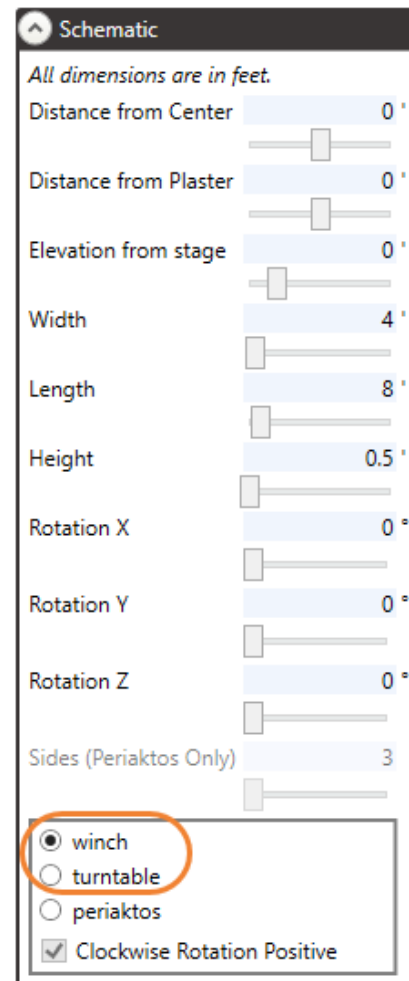 Schematic
All dimensions are in feet.
Distance from Center 0 '
Distance from Plaster 0 '
Elevation from stage 0 '
Width 4 '
Length 8 '
Height 0.5 '
Rotation X 0 °
Rotation Y 0 °
Rotation Z 0 °
Sides (Periaktos Only) 3
winch
turntable
periaktos
Clockwise Rotation Positive